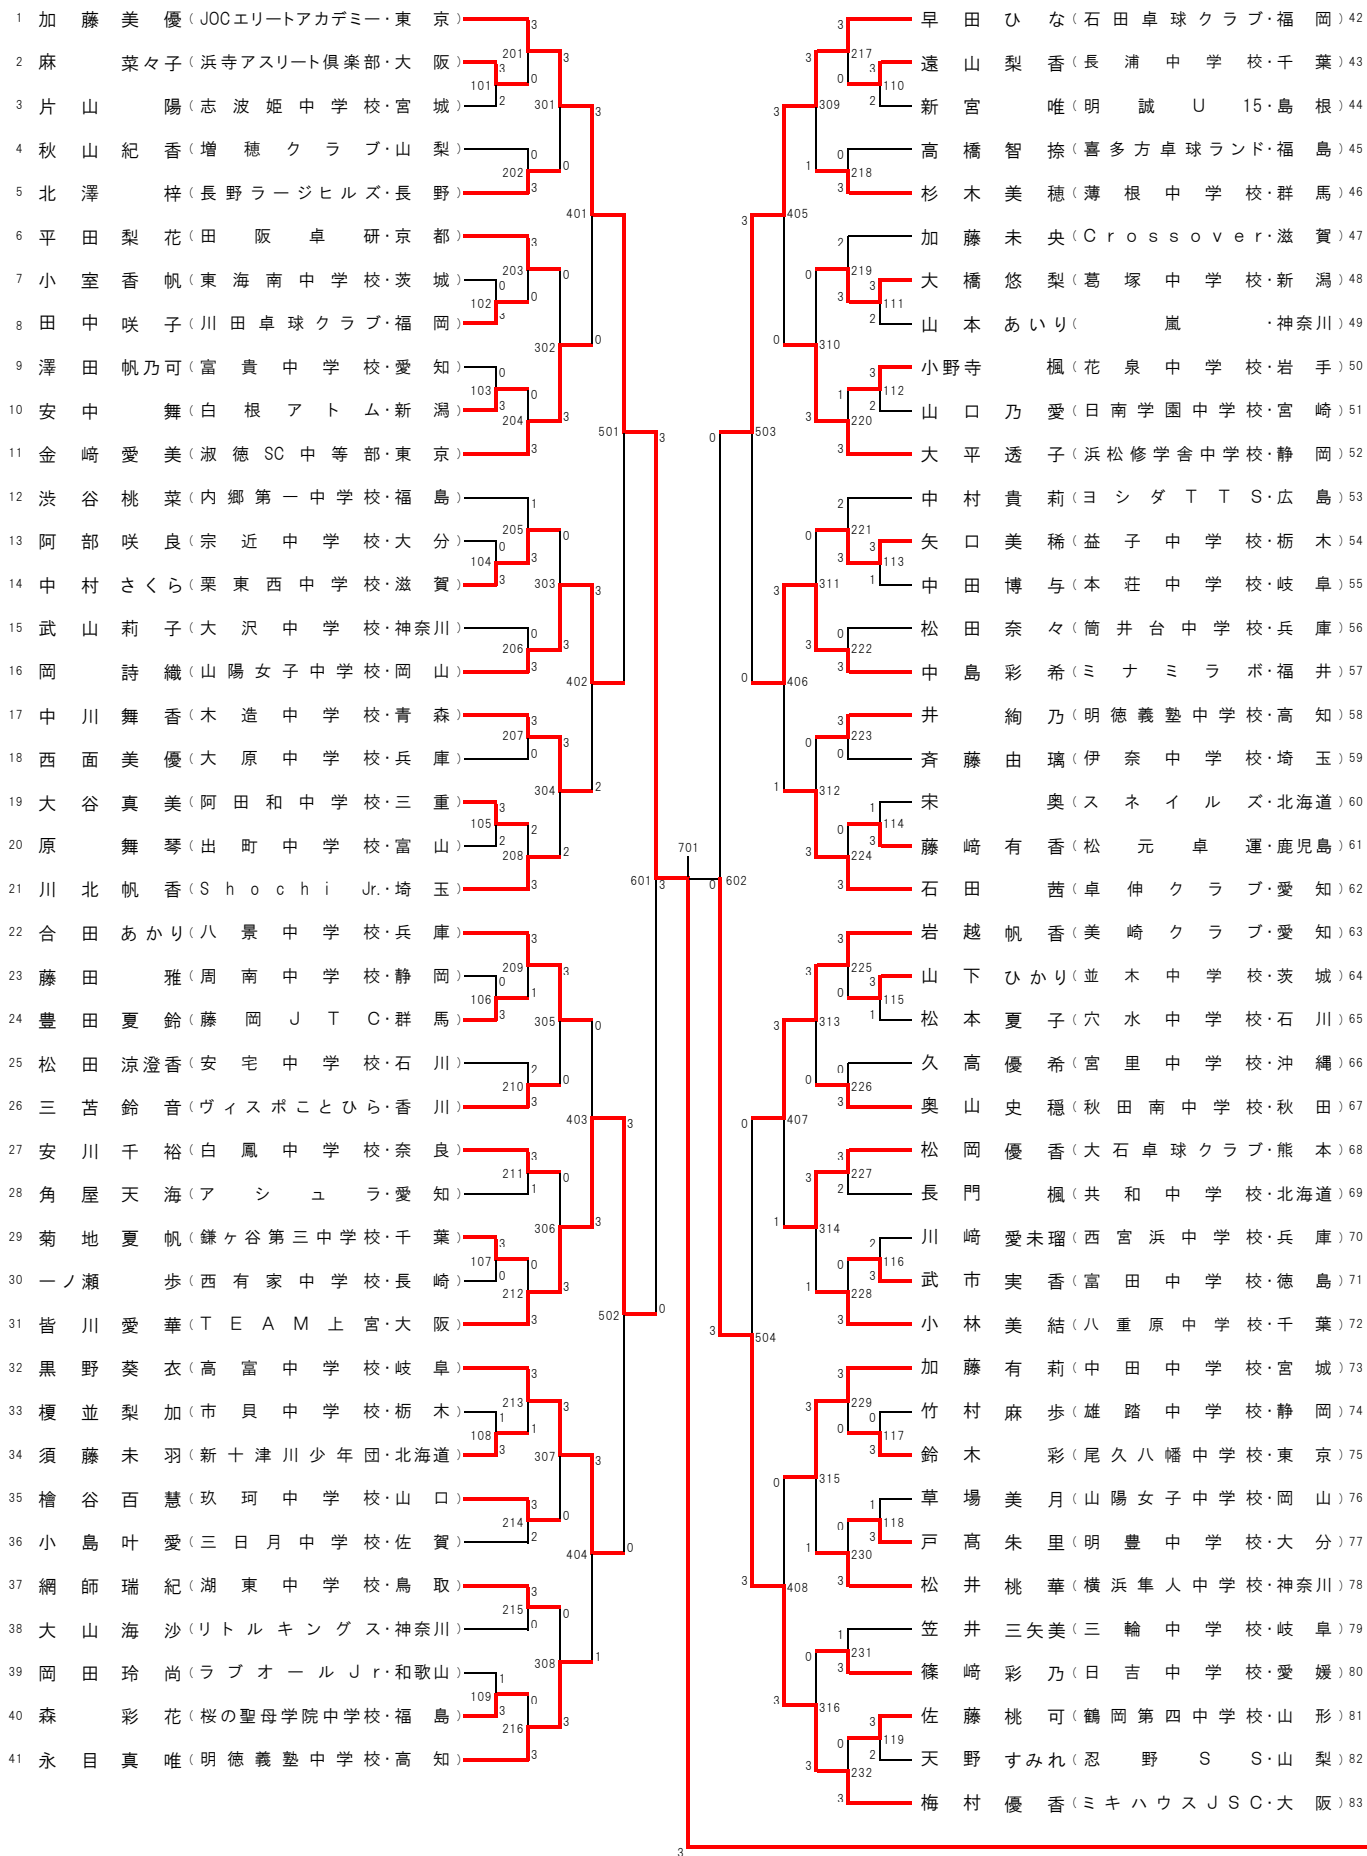 1 加藤美優（JOCエリートアカデミー・東京）
2 麻菜々子（浜寺アスリート倶楽部・大阪）
3 片山陽（志波姫中学校・宮城）
4 秋山紀香（増穂クラブ・山梨）
5 北澤梓（長野ラージヒルズ・長野）
6 平田梨花（田阪卓研・京都）
7 小室香帆（東海南中学校・茨城）
8 田中咲子（川田卓球クラブ・福岡）
9 澤田帆乃可（富貴中学校・愛知）
10 安中舞（白根アトム・新潟）
11 金﨑愛美（淑徳SC中等部・東京）
12 渋谷桃菜（内郷第一中学校・福島）
13 阿部咲良（宗近中学校・大分）
14 中村さくら（栗東西中学校・滋賀）
15 武山莉子（大沢中学校・神奈川）
16 岡詩織（山陽女子中学校・岡山）
17 中川舞香（木造中学校・青森）
18 西面美優（大原中学校・兵庫）
19 大谷真美（阿田和中学校・三重）
20 原舞琴（出町中学校・富山）
21 川北帆香（Shochi Jr.・埼玉）
22 合田あかり（八景中学校・兵庫）
23 藤田雅（周南中学校・静岡）
24 豊田夏鈴（藤岡JTC・群馬）
25 松田涼澄香（安宅中学校・石川）
26 三苫鈴音（ヴィスポことひら・香川）
27 安川千裕（白鳳中学校・奈良）
28 角屋天海（アシュラ・愛知）
29 菊地夏帆（鎌ヶ谷第三中学校・千葉）
30 一ノ瀬歩（西有家中学校・長崎）
31 皆川愛華（TEAM上宮・大阪）
32 黒野葵衣（高富中学校・岐阜）
33 榎並梨加（市貝中学校・栃木）
34 須藤未羽（新十津川少年団・北海道）
35 檜谷百慧（玖珂中学校・山口）
36 小島叶愛（三日月中学校・佐賀）
37 網師瑞紀（湖東中学校・鳥取）
38 大山海沙（リトルキングス・神奈川）
39 岡田玲尚（ラブオールJr・和歌山）
40 森彩花（桜の聖母学院中学校・福島）
41 永目真唯（明徳義塾中学校・高知）
早田ひな（石田卓球クラブ・福岡）42
遠山梨香（長浦中学校・千葉）43
新宮唯（明誠U15・島根）44
高橋智捺（喜多方卓球ランド・福島）45
杉木美穂（薄根中学校・群馬）46
加藤未央（Crossover・滋賀）47
大橋悠梨（葛塚中学校・新潟）48
山本あいり（嵐・神奈川）49
小野寺楓（花泉中学校・岩手）50
山口乃愛（日南学園中学校・宮崎）51
大平透子（浜松修学舎中学校・静岡）52
中村貴莉（ヨシダTTS・広島）53
矢口美稀（益子中学校・栃木）54
中田博与（本荘中学校・岐阜）55
松田奈々（筒井台中学校・兵庫）56
中島彩希（ミナミラボ・福井）57
井絢乃（明徳義塾中学校・高知）58
斉藤由璃（伊奈中学校・埼玉）59
宋奥（スネイルズ・北海道）60
藤﨑有香（松元卓運・鹿児島）61
石田茜（卓伸クラブ・愛知）62
岩越帆香（美崎クラブ・愛知）63
山下ひかり（並木中学校・茨城）64
松本夏子（穴水中学校・石川）65
久高優希（宮里中学校・沖縄）66
奥山史穏（秋田南中学校・秋田）67
松岡優香（大石卓球クラブ・熊本）68
長門楓（共和中学校・北海道）69
川﨑愛未瑠（西宮浜中学校・兵庫）70
武市実香（富田中学校・徳島）71
小林美結（八重原中学校・千葉）72
加藤有莉（中田中学校・宮城）73
竹村麻歩（雄踏中学校・静岡）74
鈴木彩（尾久八幡中学校・東京）75
草場美月（山陽女子中学校・岡山）76
戸髙朱里（明豊中学校・大分）77
松井桃華（横浜隼人中学校・神奈川）78
笠井三矢美（三輪中学校・岐阜）79
篠﨑彩乃（日吉中学校・愛媛）80
佐藤桃可（鶴岡第四中学校・山形）81
天野すみれ（忍野SS・山梨）82
梅村優香（ミキハウスJSC・大阪）83